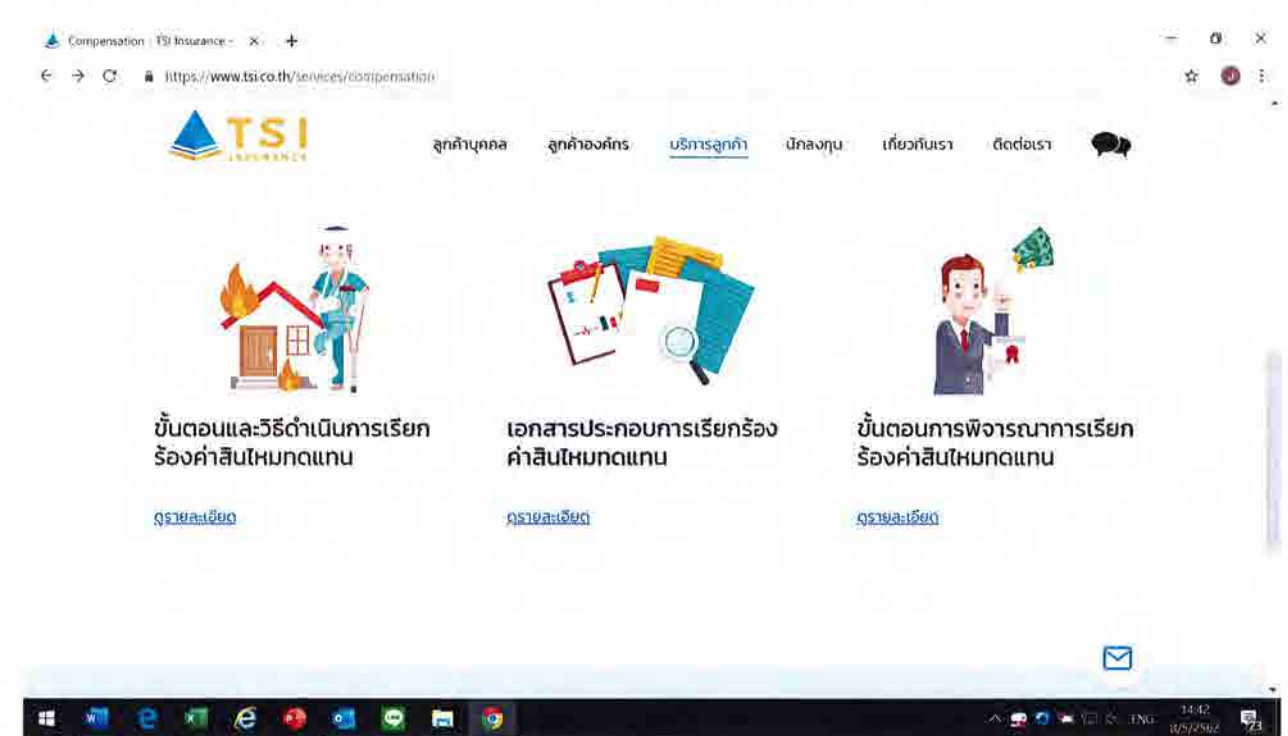 Compensation : TSI Insurance -
https://www.tsi.co.th/services/compensation
TSI
INSURANCE
ลูกค้าบุคคล ลูกค้าองค์กร บริการลูกค้า นักลงทุน เกี่ยวกับเรา ติดต่อเรา
ขั้นตอนและวิธีดำเนินการเรียก
ร้องค่าสินไหมทดแทน
ดูรายละเอียด
เอกสารประกอบการเรียกร้อง
ค่าสินไหมทดแทน
ดูรายละเอียด
ขั้นตอนการพิจารณาการเรียก
ร้องค่าสินไหมทดแทน
ดูรายละเอียด
ENG
14:42
/5/2562
23